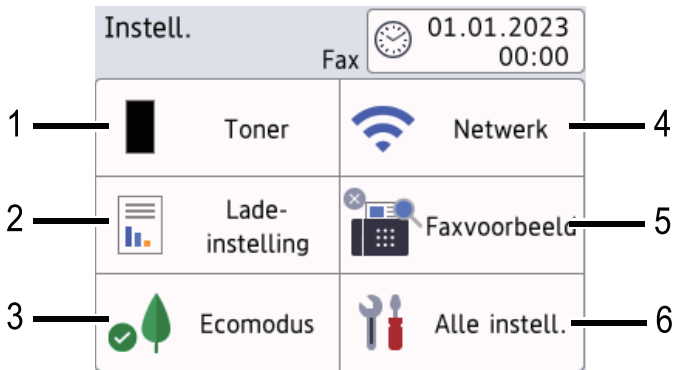 Instell.
Fax
01.01.2023
00:00
1
Toner
Netwerk
4
2
Lade-
instelling
Faxvoorbeeld
5
3
Ecomodus
Alle instell.
6